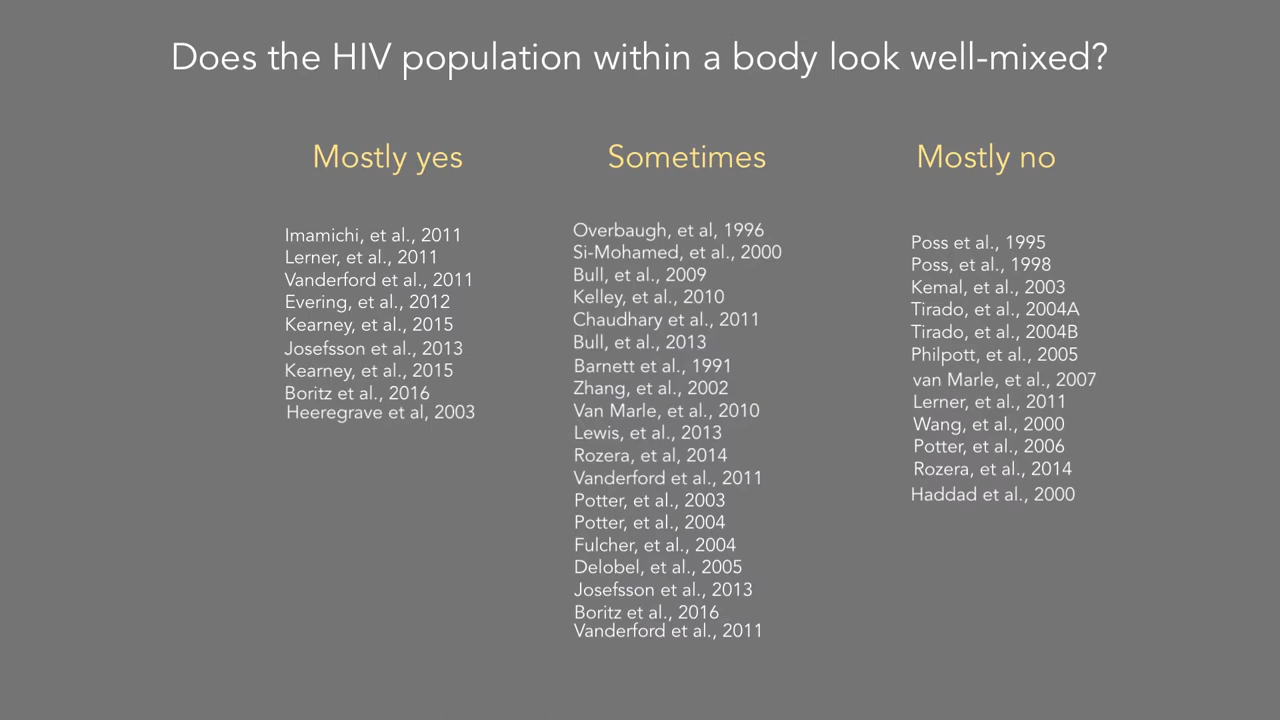 Does the HIV population within a body look well-mixed?
Mostly yes
Imamichi, et al., 2011
Lerner, et al., 2011
Vanderford et al., 2011
Evering, et al., 2012
Kearney, et al., 2015
Josefsson et al., 2013
Kearney, et al., 2015
Boritz et al., 2016
Heeregrave et al, 2003
Sometimes
Overbaugh, et al, 1996
Si-Mohamed, et al., 2000
Bull, et al., 2009
Kelley, et al., 2010
Chaudhary et al., 2011
Bull, et al., 2013
Barnett et al., 1991
Zhang, et al., 2002
Van Marle, et al., 2010
Lewis, et al., 2013
Rozera, et al, 2014
Vanderford et al., 2011
Potter, et al., 2003
Potter, et al., 2004
Fulcher, et al., 2004
Delobel, et al., 2005
Josefsson et al., 2013
Boritz et al., 2016
Vanderford et al., 2011
Mostly no
Poss et al., 1995
Poss, et al., 1998
Kemal, et al., 2003
Tirado, et al., 2004A
Tirado, et al., 2004B
Philpott, et al., 2005
van Marle, et al., 2007
Lerner, et al., 2011
Wang, et al., 2000
Potter, et al., 2006
Rozera, et al., 2014
Haddad et al., 2000